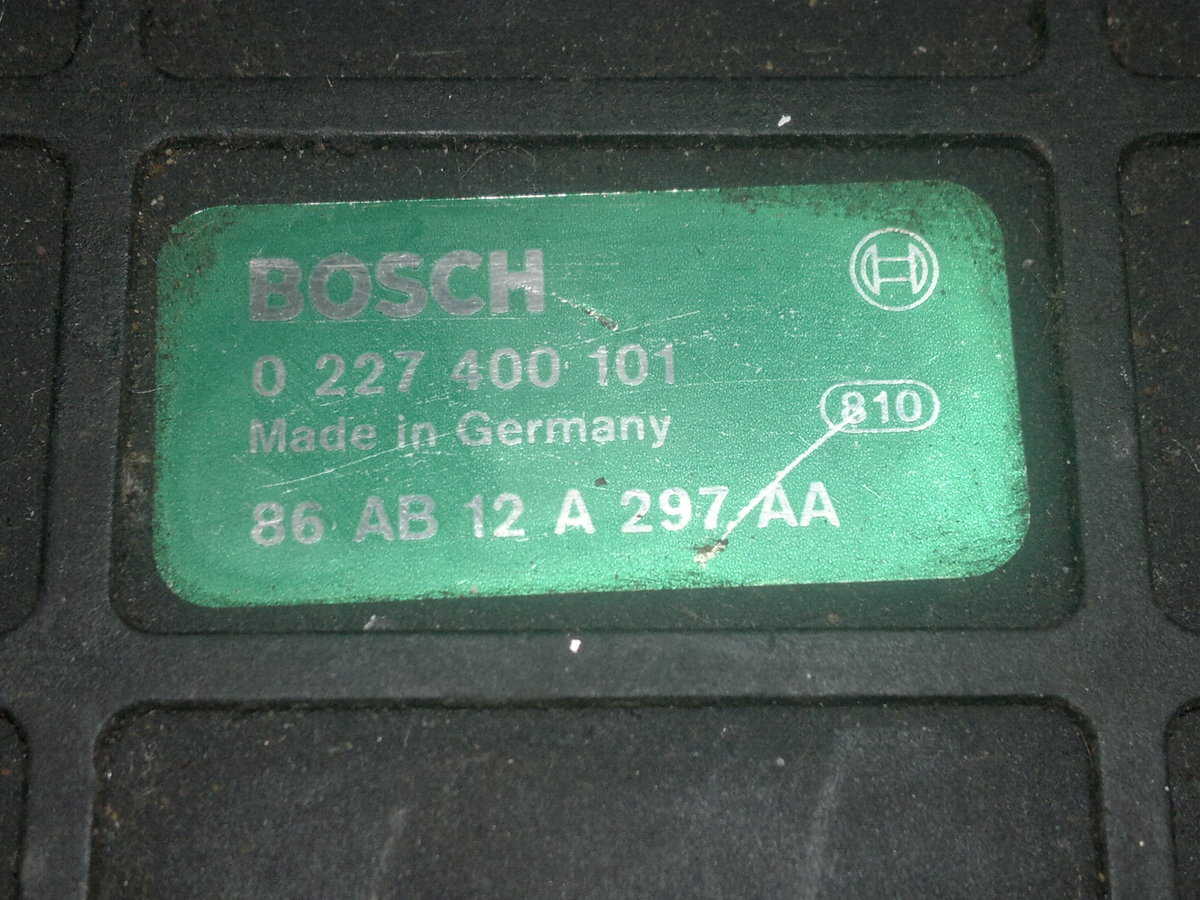 BOSCH
0 227 400 101
810
Made in Germany
86 AB 12 A 297 AA